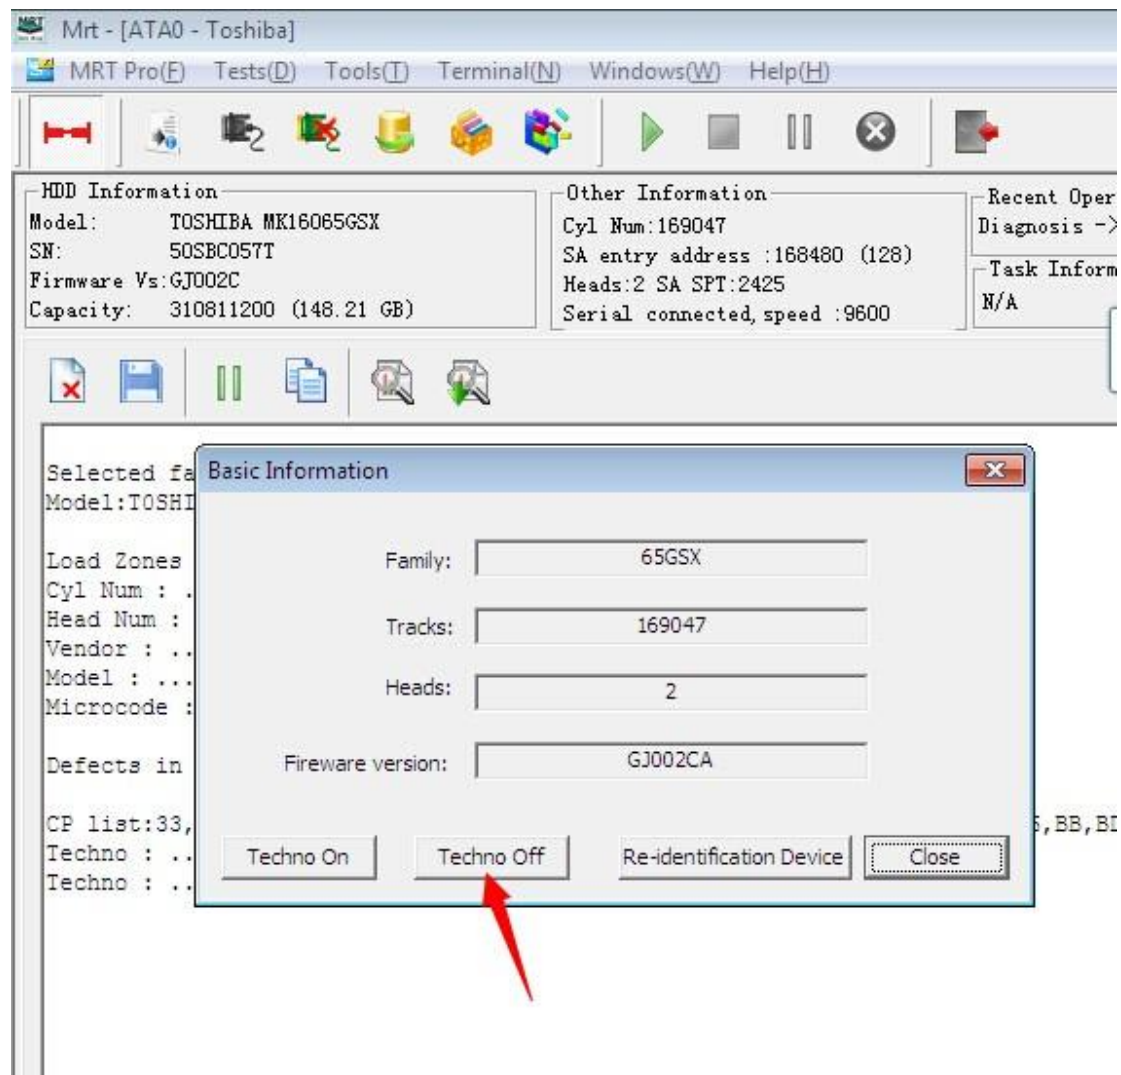 Mrt - [ATA0 - Toshiba]
MRT Pro(F) Tests(D) Tools(T) Terminal(N) Windows(W) Help(H)
HDD Information
Model: TOSHIBA MK16065GSX
SN: 50SBC057T
Firmware Vs:GJ002C
Capacity: 310811200 (148.21 GB)
Other Information
Cyl Num:169047
SA entry address :168480 (128)
Heads:2 SA SPT:2425
Serial connected,speed :9600
Recent Oper
Diagnosis ->
Task Inform
N/A
Selected fa
Model:TOSHI
Load Zones
Cyl Num : .
Head Num :
Vendor : ..
Model : ...
Microcode :
Defects in
CP list:33,
,BB,BD
Techno : ..
Techno : ..
Basic Information
Family: 65GSX
Tracks: 169047
Heads: 2
Fireware version: GJ002CA
Techno On Techno Off Re-identification Device Close